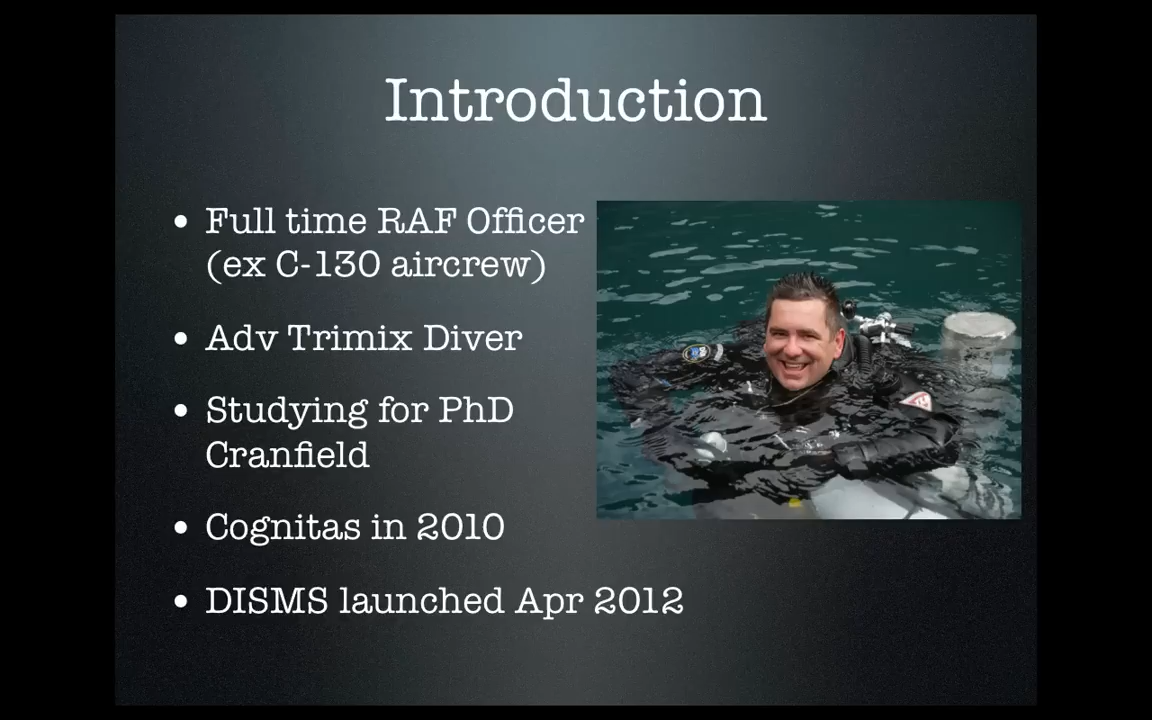 Introduction
• Full time RAF Officer
(ex C-130 aircrew)
• Adv Trimix Diver
• Studying for PhD
Cranfield
• Cognitas in 2010
• DISMS launched Apr 2012